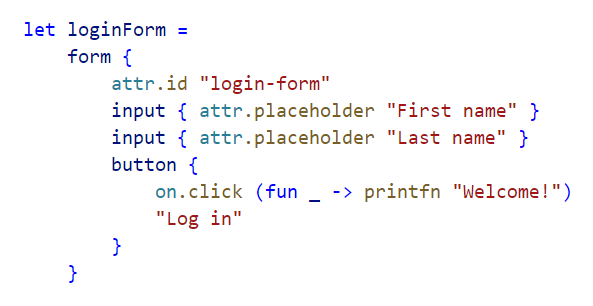 let loginForm =
    form {
        attr.id "login-form"
        input { attr.placeholder "First name" }
        input { attr.placeholder "Last name" }
        button {
            on.click (fun _ -> printfn "Welcome!")
            "Log in"
        }
    }